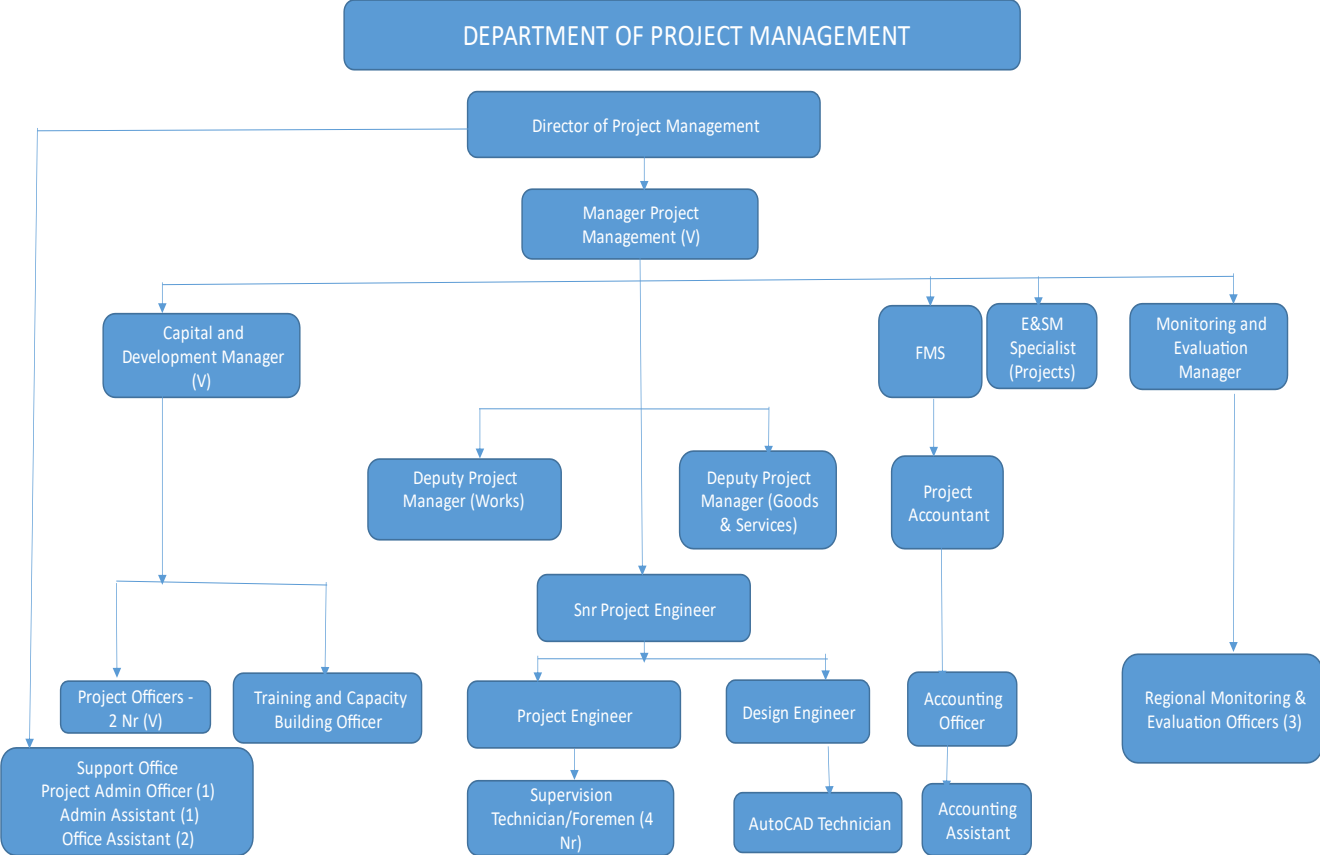 DEPARTMENT OF PROJECT MANAGEMENT
Director of Project Management
Manager Project
Management (V)
Capital and
Development Manager
(V)
FMS
E&SM
Specialist
(Projects)
Monitoring and
Evaluation
Manager
Deputy Project
Manager (Works)
Deputy Project
Manager (Goods
& Services)
Project
Accountant
Snr Project Engineer
Project Officers -
2 Nr (V)
Training and Capacity
Building Officer
Project Engineer
Design Engineer
Accounting
Officer
Regional Monitoring &
Evaluation Officers (3)
Support Office
Project Admin Officer (1)
Admin Assistant (1)
Office Assistant (2)
Supervision
Technician/Foremen (4
Nr)
AutoCAD Technician
Accounting
Assistant